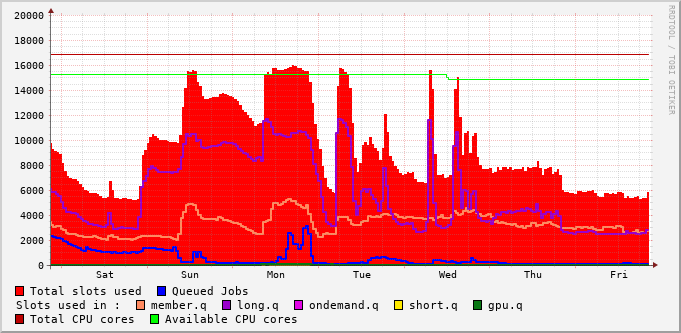 20000
18000
16000
14000
12000
10000
8000
6000
4000
2000
0
Sat Sun Mon Tue Wed Thu Fri
RRDTOOL / TOBI OETIKER
Total slots used Queued Jobs
Slots used in : member.q long.q ondemand.q short.q gpu.q
Total CPU cores Available CPU cores